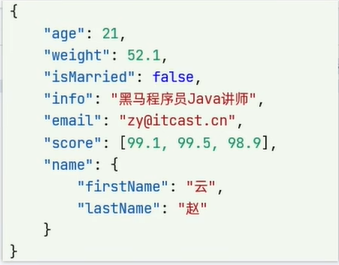 {
    "age": 21,
    "weight": 52.1,
    "isMarried": false,
    "info": "黑马程序员Java讲师",
    "email": "zy@itcast.cn",
    "score": [99.1, 99.5, 98.9],
    "name": {
        "firstName": "云",
        "lastName": "赵"
    }
}